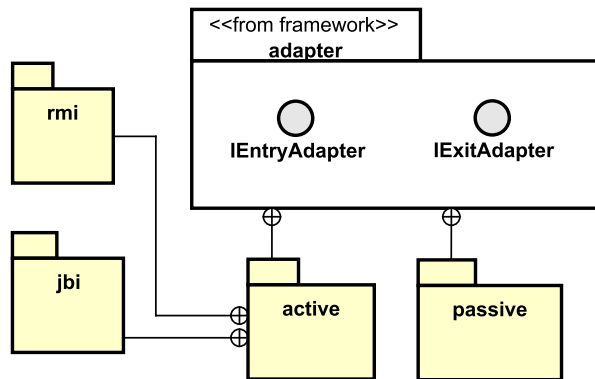 <<from framework>>
adapter
rmi
IEntryAdapter
IExitAdapter
jbi
active
passive